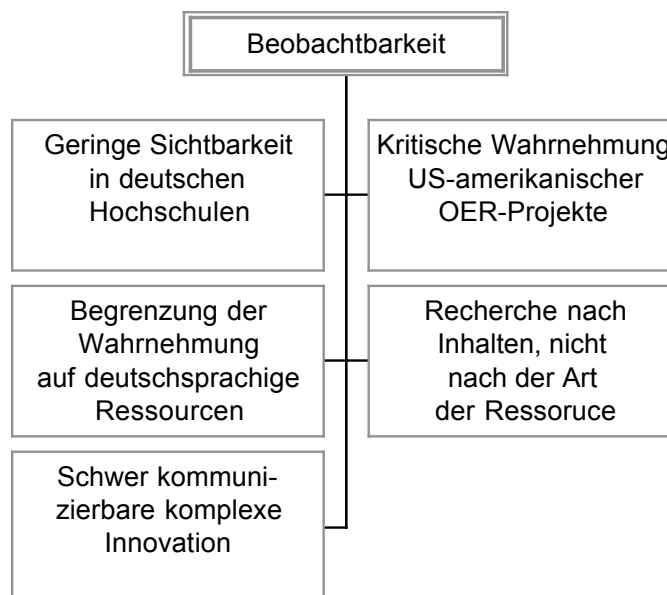 Beobachtbarkeit
Geringe Sichtbarkeit
in deutschen
Hochschulen
Kritische Wahrnehmung
US-amerikanischer
OER-Projekte
Begrenzung der
Wahrnehmung
auf deutschsprachige
Ressourcen
Recherche nach
Inhalten, nicht
nach der Art
der Ressoruce
Schwer kommuni-
zierbare komplexe
Innovation